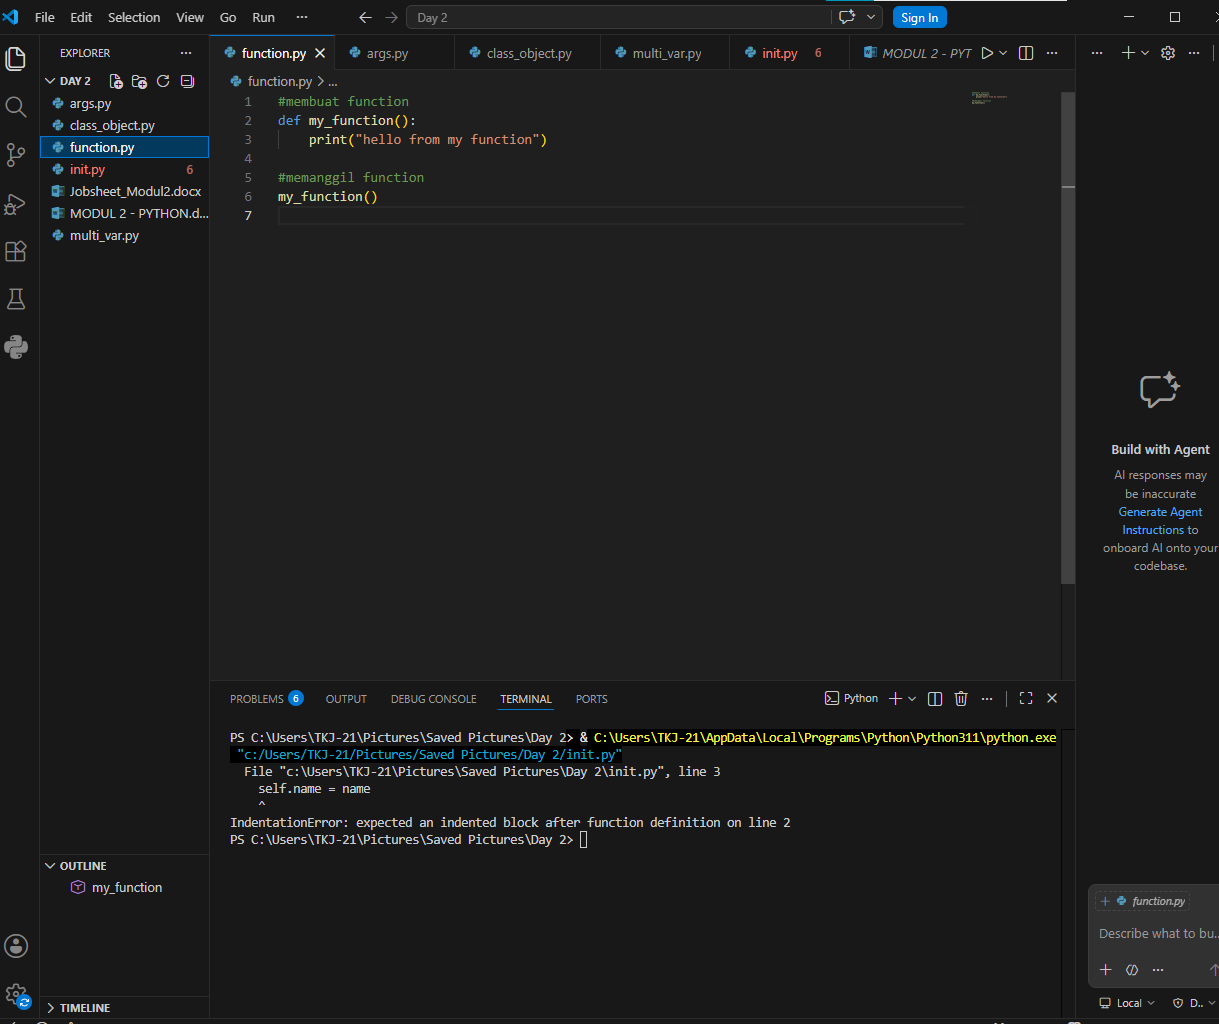 File Edit Selection View Go Run ··· Day 2 Sign In
EXPLORER ···
DAY 2
args.py
class_object.py
function.py
init.py 6
Jobsheet_Modul2.docx
MODUL 2 - PYTHON.d...
multi_var.py
OUTLINE
my_function
TIMELINE
function.py args.py class_object.py multi_var.py init.py 6 MODUL 2 - PYT ···
function.py > ...
1 #membuat function
2 def my_function():
3 print("hello from my function")
4
5 #memanggil function
6 my_function()
7
PROBLEMS 6 OUTPUT DEBUG CONSOLE TERMINAL PORTS Python ···
PS C:\Users\TKJ-21\Pictures\Saved Pictures\Day 2> & C:\Users\TKJ-21\AppData\Local\Programs\Python\Python311\python.exe
"c:/Users/TKJ-21/Pictures/Saved Pictures/Day 2/init.py"
File "c:\Users\TKJ-21\Pictures\Saved Pictures\Day 2\init.py", line 3
self.name = name
^
IndentationError: expected an indented block after function definition on line 2
PS C:\Users\TKJ-21\Pictures\Saved Pictures\Day 2>
Build with Agent
AI responses may
be inaccurate
Generate Agent
Instructions to
onboard AI onto your
codebase.
function.py
Describe what to bu...
Local D..